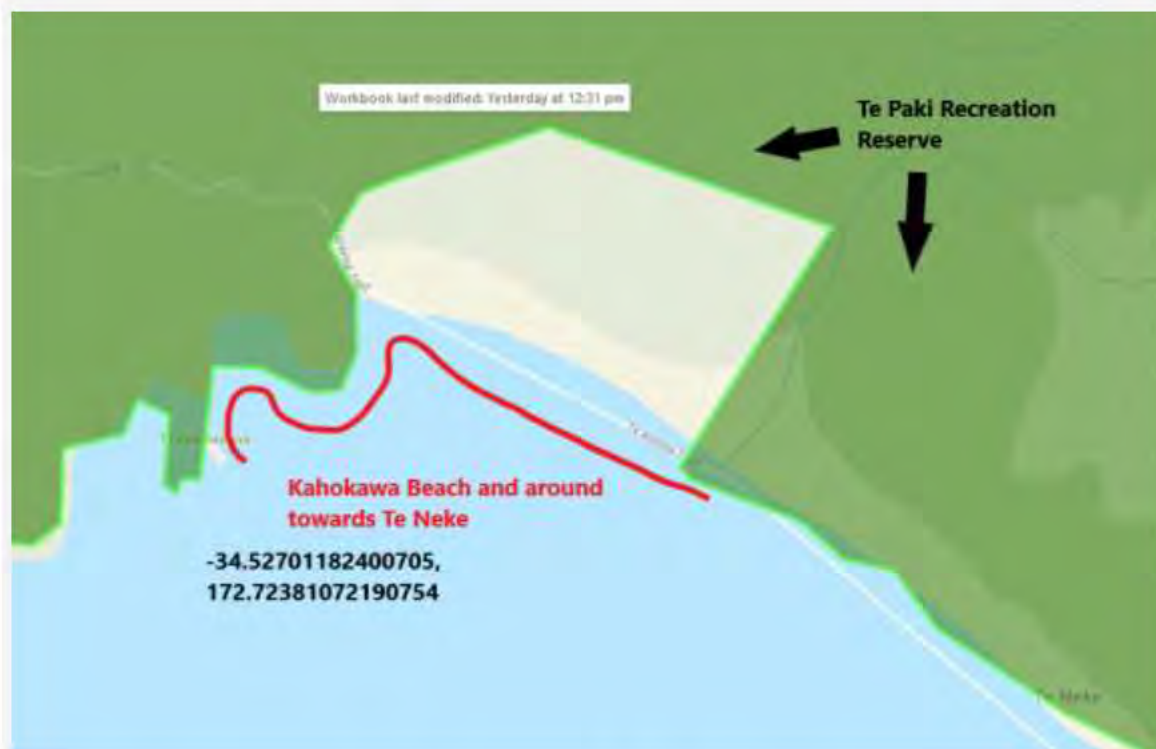 Workbook last modified: Yesterday at 12:31 pm
Te Paki Recreation
Reserve
Kahokawa Beach and around
towards Te Neke
-34.52701182400705,
172.72381072190754
Te Neke